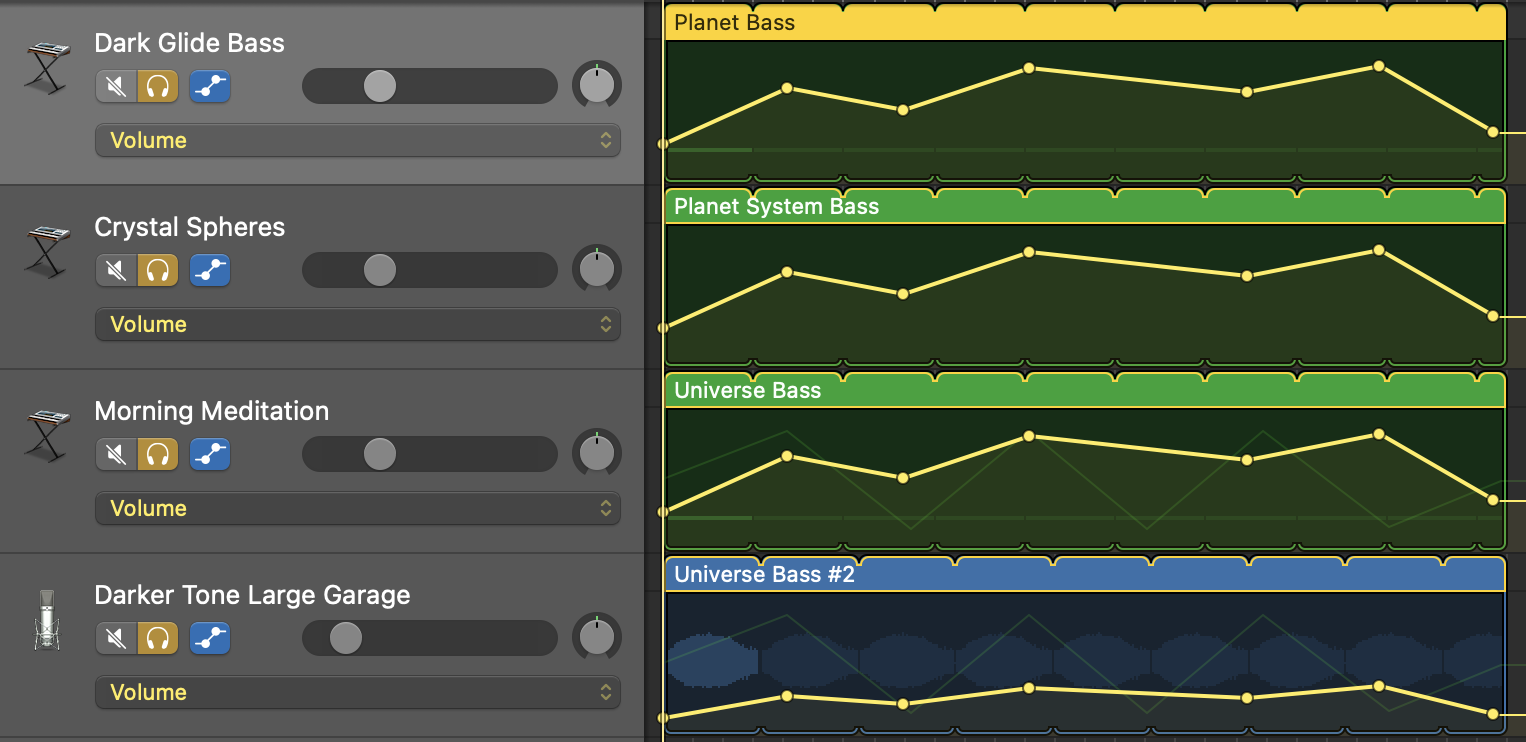 Dark Glide Bass
Volume
Planet Bass
Crystal Spheres
Volume
Planet System Bass
Morning Meditation
Volume
Universe Bass
Darker Tone Large Garage
Volume
Universe Bass #2